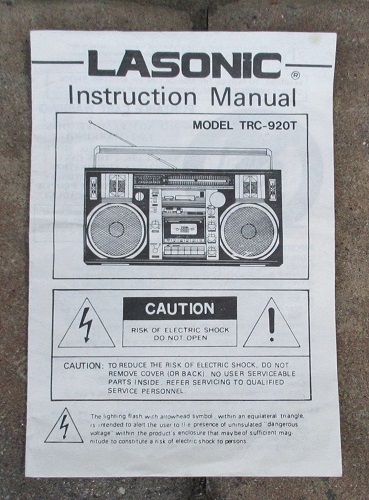 LASONIC®
Instruction Manual
MODEL TRC-920T
CAUTION
RISK OF ELECTRIC SHOCK
DO NOT OPEN
CAUTION: TO REDUCE THE RISK OF ELECTRIC SHOCK, DO NOT
REMOVE COVER (OR BACK). NO USER SERVICEABLE
PARTS INSIDE. REFER SERVICING TO QUALIFIED
SERVICE PERSONNEL.
The lighting flash with arrowhead symbol, within an equilateral triangle,
is intended to alert the user to the presence of uninsulated "dangerous
voltage" within the product's enclosure that may be of sufficient mag-
nitude to constitute a risk of electric shock to persons.